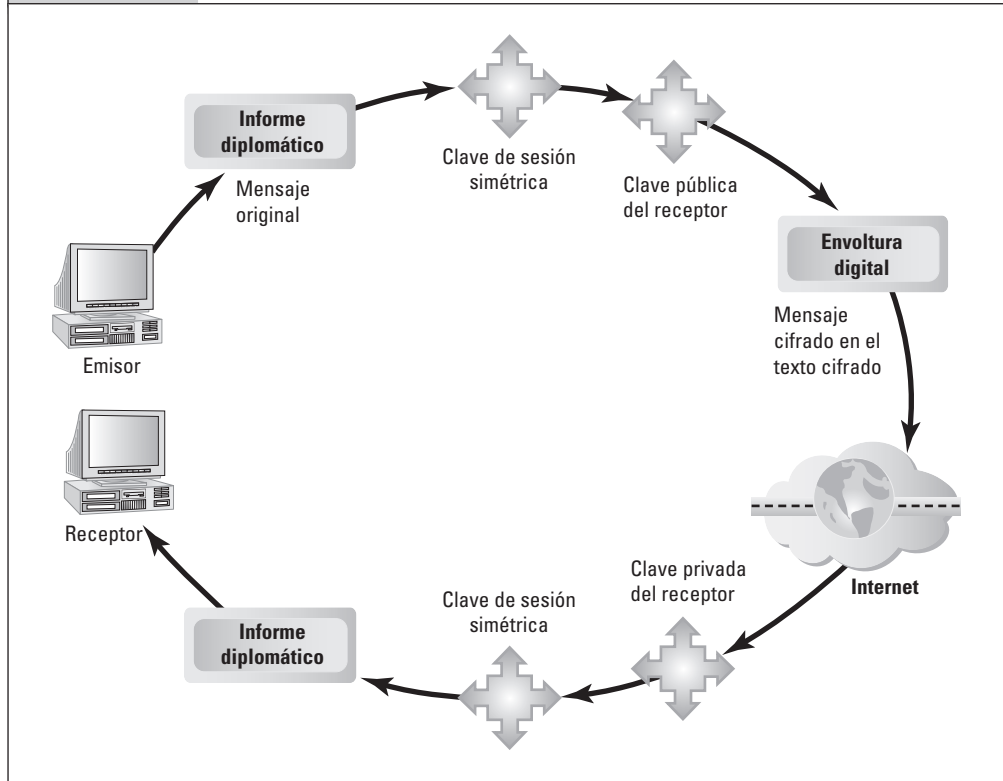 Informe
diplomático
Mensaje
original
Clave de sesión
simétrica
Clave pública
del receptor
Envoltura
digital
Mensaje
cifrado en el
texto cifrado
Emisor
Receptor
Internet
Clave privada
del receptor
Clave de sesión
simétrica
Informe
diplomático